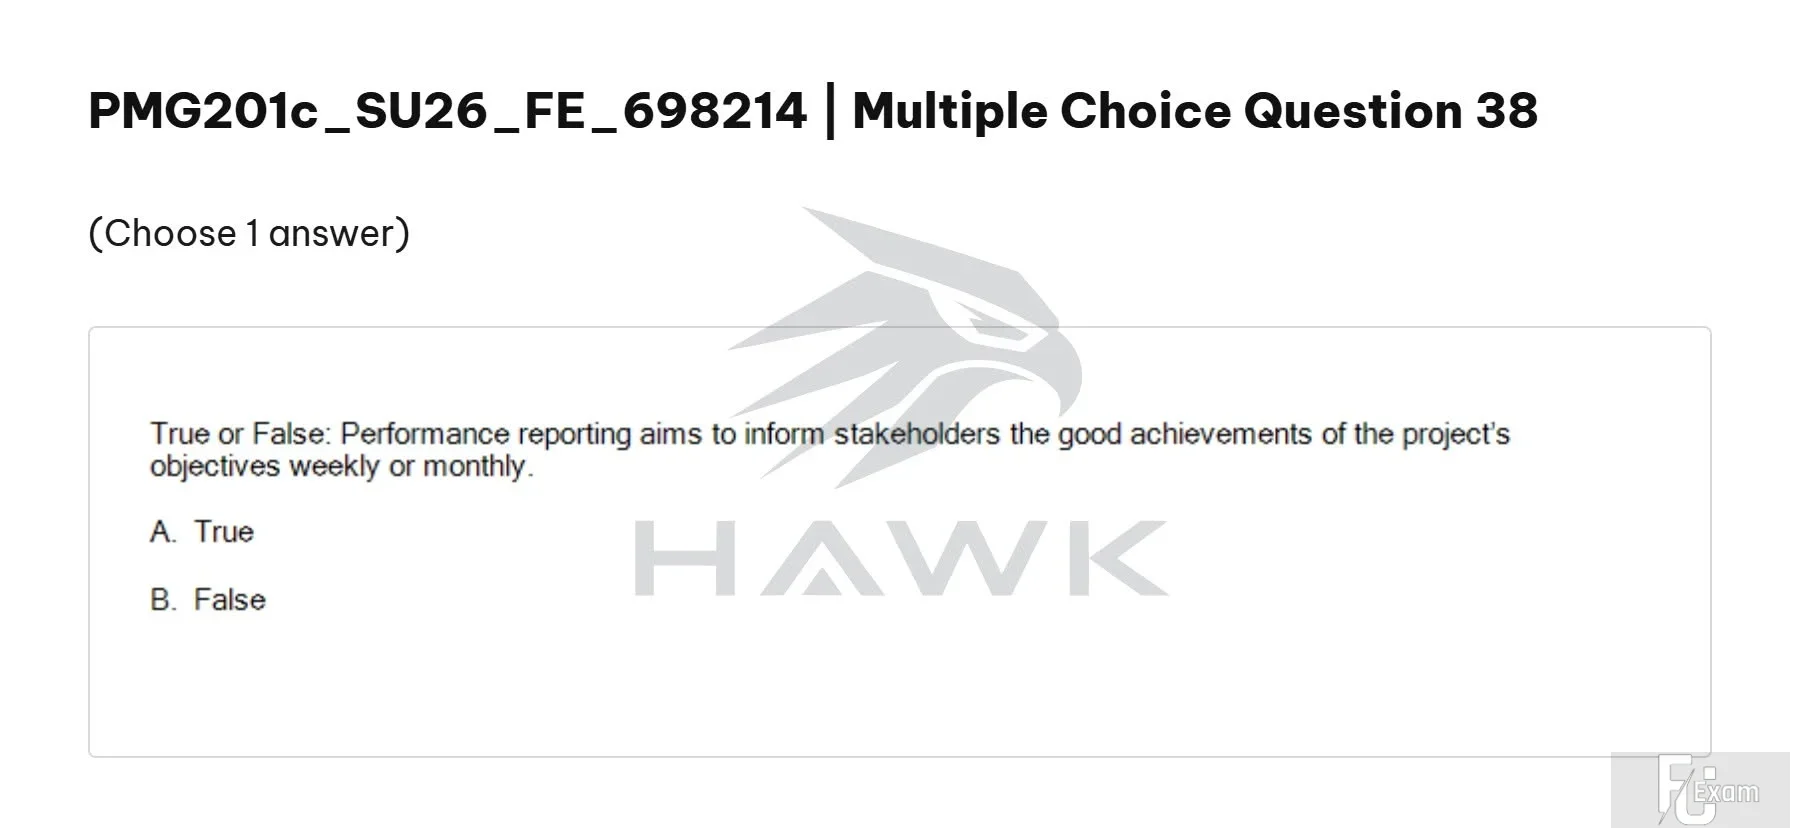 PMG201c_SU26_FE_698214 | Multiple Choice Question 38
(Choose 1 answer)
True or False: Performance reporting aims to inform stakeholders the good achievements of the project's
objectives weekly or monthly.
A. True
B. False
HAWK
FU Exam